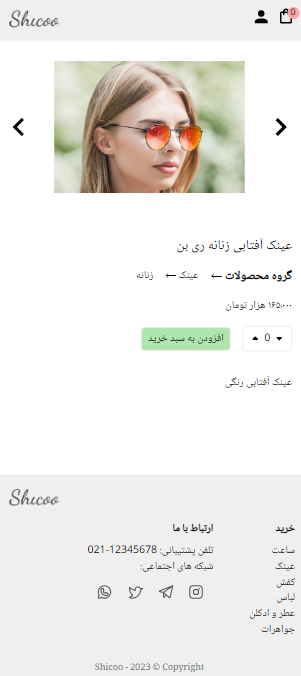 Shicoo
0
عینک آفتابی زنانه ری بن
گروه محصولات ← عینک ← زنانه
۱۶۵,۰۰۰ هزار تومان
0 افزودن به سبد خرید
عینک آفتابی رنگی
Shicoo
خرید
ساعت
عینک
کفش
لباس
عطر و ادکلن
جواهرات
ارتباط با ما
تلفن پشتیبانی: 12345678-021
شبکه های اجتماعی:
Shicoo - 2023 © Copyright